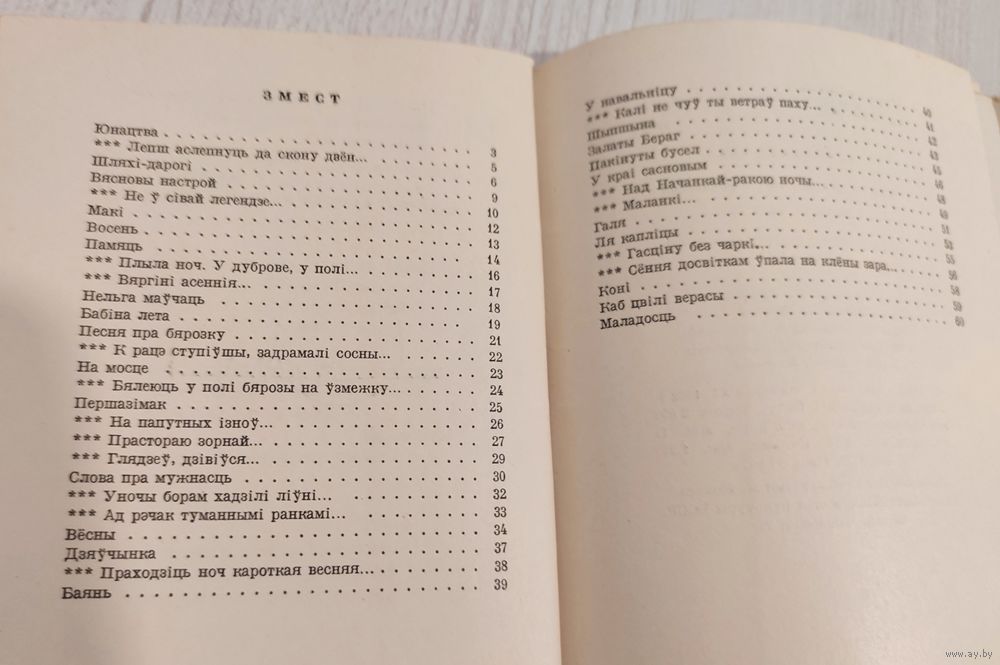 ЗМЕСТ
Юнацтва . . . . . . . . . . 3
*** Лепш аслепнуць да скону двён... 5
Шляхі-дарогі . . . . . . . . . . 6
Вясновы настрой . . . . . . . . . . 9
*** Не ў сівай легендзе... 10
Макі . . . . . . . . . . 12
Восень . . . . . . . . . . 13
Памяць . . . . . . . . . . 14
*** Плыла ноч. У дуброве, у полі... 16
*** Вяргіні асеннія... 17
Нельга маўчаць . . . . . . . . . . 18
Бабіна лета . . . . . . . . . . 19
Песня пра бярозку . . . . . . . . . . 21
*** К рацэ ступіўшы, задрамалі сосны... 22
На мосце . . . . . . . . . . 23
*** Бялеюць у полі бярозы на ўзмежку... 24
Першазімак . . . . . . . . . . 25
*** На папутных ізноў... 26
*** Прастораю зорнай... 27
*** Глядзеў, дзівіўся... 29
Слова пра мужнасць . . . . . . . . . . 30
*** Уночы борам хадзілі ліўні... 32
*** Ад рэчак туманнымі ранкамі... 33
Вёсны . . . . . . . . . . 34
Дзяўчынка . . . . . . . . . . 37
*** Праходзіць ноч кароткая весняя... 38
Баянь . . . . . . . . . . 39
У навальніцу . . . . . . . . . . 40
*** Калі не чуў ты ветраў паху... 41
Шыпшына . . . . . . . . . . 42
Залаты Бераг . . . . . . . . . . 43
Пакінуты бусел . . . . . . . . . . 45
У краі сасновым . . . . . . . . . . 46
*** Над Начанкай-ракою ночы... 48
*** Маланкі... 49
Галя . . . . . . . . . . 51
Ля капліцы . . . . . . . . . . 53
*** Гасціну без чаркі... 55
*** Сёння досвіткам ўпала на клёны зара... 56
Коні . . . . . . . . . . 58
Каб цвілі верасы . . . . . . . . . . 59
Маладосць . . . . . . . . . . 60
www.ay.by